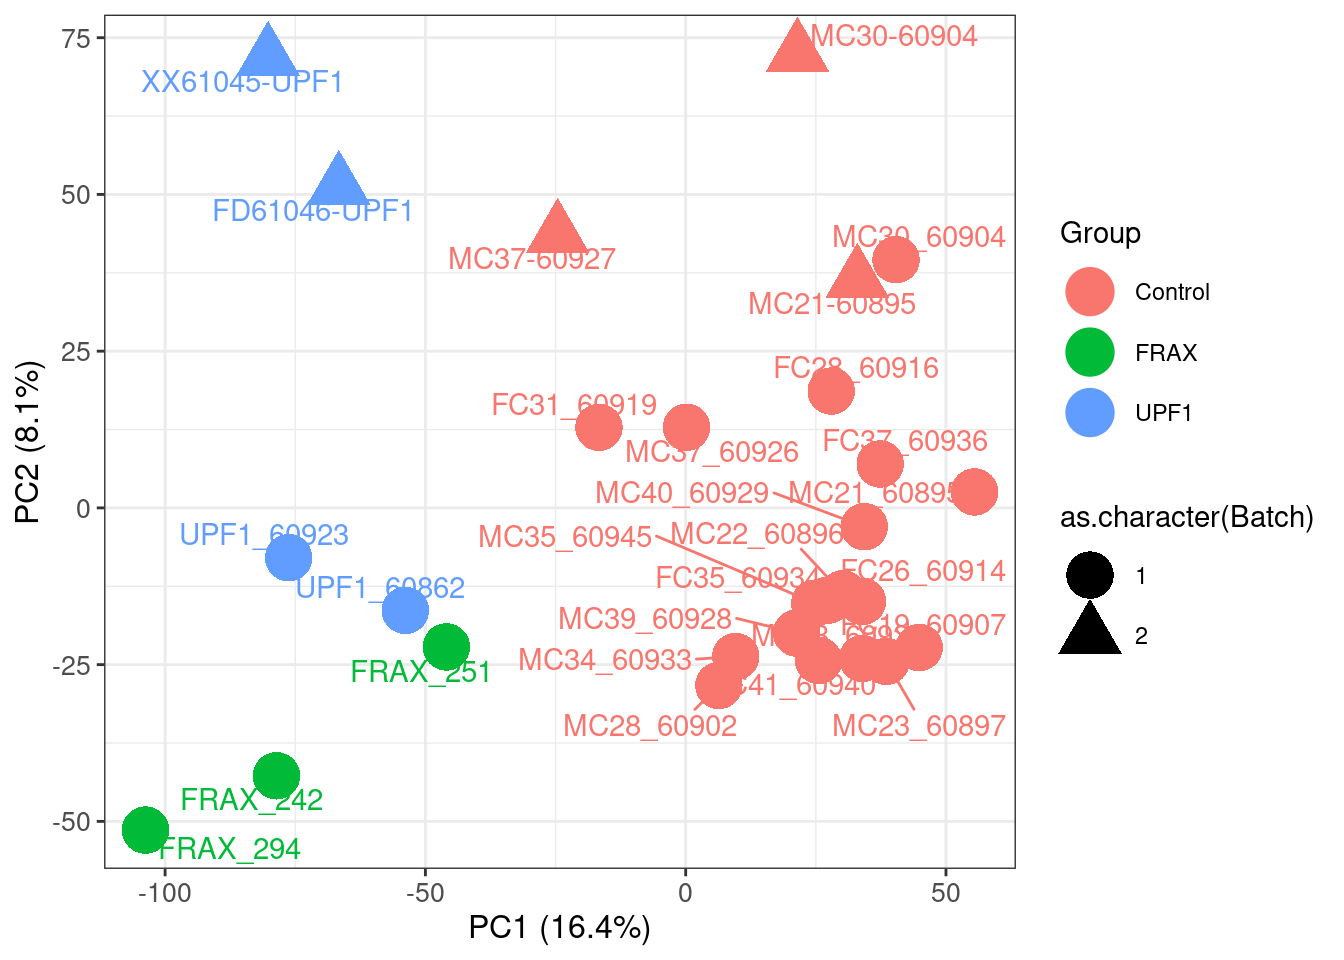 75
50
25
0
-25
-50
PC2 (8.1%)
XX61045-UPF1
MC30-60904
FD61046-UPF1
MC37-60927
MC30_60904
MC21-60895
FC28_60916
FC31_60919
MC37_60926
FC37_60936
MC40_60929
MC21_60895
UPF1_60923
MC35_60945
MC22_60896
UPF1_60862
FC35_60934
FC26_60914
MC39_60928
FRAX_251
MC34_60933
MC28_60902
MC23_60897
FRAX_242
FRAX_294
-100
-50
0
50
PC1 (16.4%)
Group
Control
FRAX
UPF1
as.character(Batch)
1
2